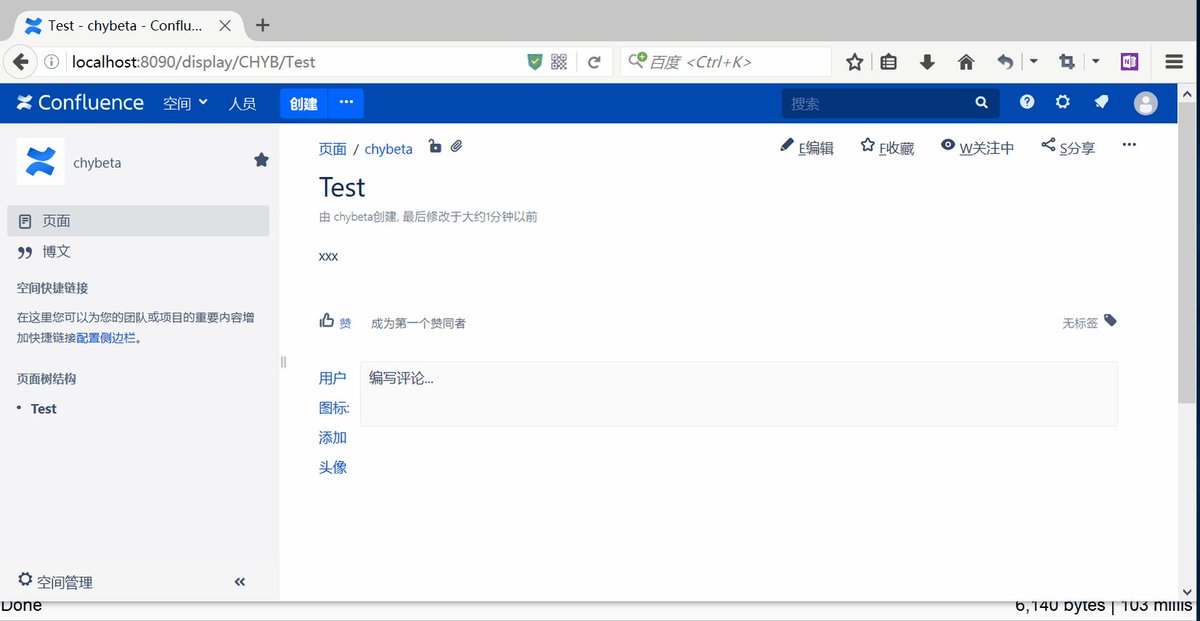 Test - chybeta - Conflu...
localhost:8090/display/CHYB/Test
百度 <Ctrl+K>
Confluence 空间 人员 创建 ... 搜索
chybeta
页面 / chybeta
E编辑 F收藏 W关注中 S分享 ...
Test
由 chybeta创建, 最后修改于大约1分钟以前
页面
博文
xxx
空间快捷链接
在这里您可以为您的团队或项目的重要内容增
加快捷链接配置侧边栏。
赞 成为第一个赞同者 无标签
页面树结构
• Test
用户
图标:
添加
头像
编写评论...
空间管理 «
Done 6,140 bytes | 103 millis